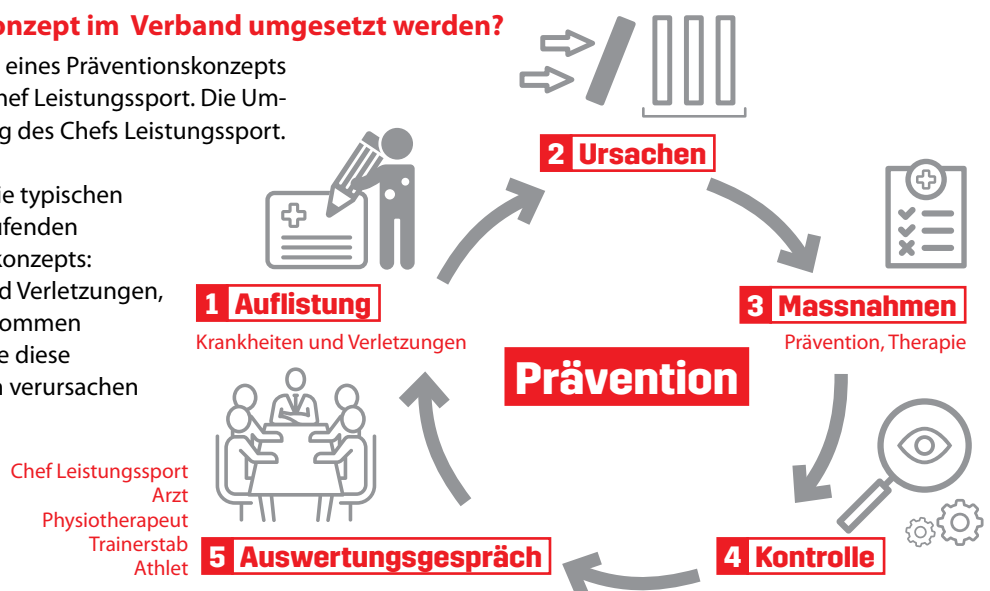 onzept im Verband umgesetzt werden?
eines Präventionskonzepts
hef Leistungssport. Die Um-
g des Chefs Leistungssport.
ie typischen
ufenden
konzepts:
d Verletzungen,
ommen
e diese
n verursachen
1 Auflistung
Krankheiten und Verletzungen
2 Ursachen
3 Massnahmen
Prävention, Therapie
Prävention
4 Kontrolle
5 Auswertungsgespräch
Chef Leistungssport
Arzt
Physiotherapeut
Trainerstab
Athlet